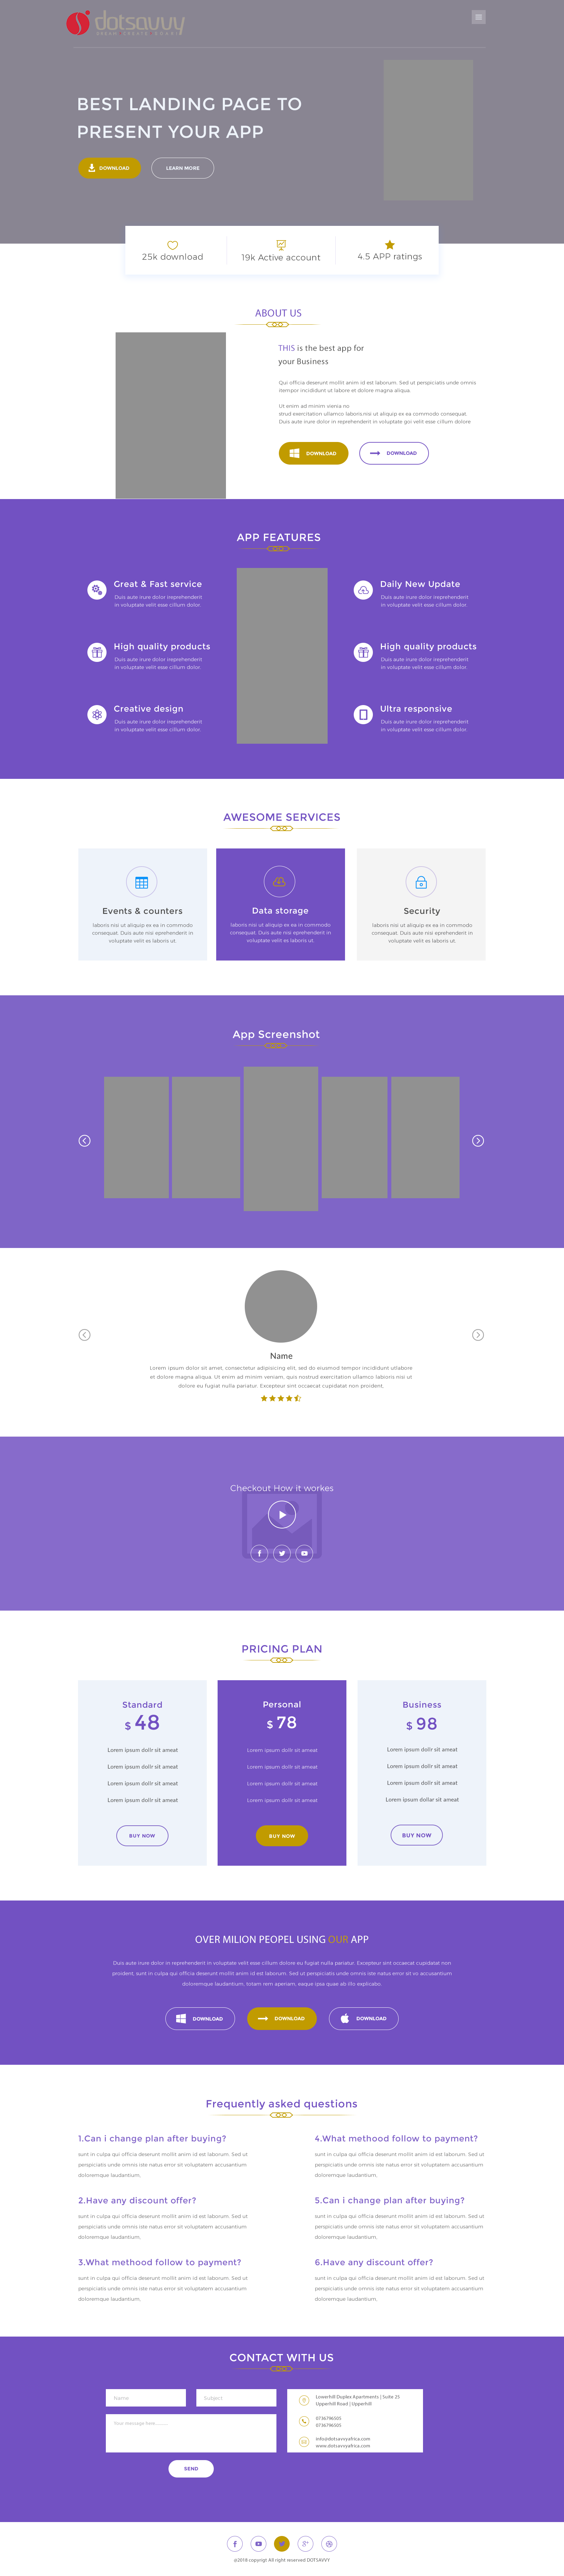 dotsavvy
BEST LANDING PAGE TO
PRESENT YOUR APP
DOWNLOAD
LEARN MORE
25k download
19k Active account
4.5 APP ratings
ABOUT US
THIS is the best app for
your Business
Qui officia deserunt mollit anim id est laborum. Sed ut perspiciatis unde omnis
itempor incididunt ut labore et dolore magna aliqua.
Ut enim ad minim vienia no
strud exercitation ullamco laboris nisi ut aliquip ex ea commodo consequat.
Duis aute irure dolor in reprehenderit in voluptate goi velit esse cillum dolore
DOWNLOAD
DOWNLOAD
APP FEATURES
Great & Fast service
Duis aute irure dolor inreprehenderit
in voluptate velit esse cillum dolor.
High quality products
Duis aute irure dolor inreprehenderit
in voluptate velit esse cillum dolor.
Creative design
Duis aute irure dolor inreprehenderit
in voluptate velit esse cillum dolor.
Daily New Update
Duis aute irure dolor inreprehenderit
in voluptate velit esse cillum dolor.
High quality products
Duis aute irure dolor inreprehenderit
in voluptate velit esse cillum dolor.
Ultra responsive
Duis aute irure dolor inreprehenderit
in voluptate velit esse cillum dolor.
AWESOME SERVICES
Events & counters
laboris nisi ut aliquip ex ea in commodo
consequat. Duis aute nisi eprehenderit in
voluptate velit es laboris ut.
Data storage
laboris nisi ut aliquip ex ea in commodo
consequat. Duis aute nisi eprehenderit in
voluptate velit es laboris ut.
Security
laboris nisi ut aliquip ex ea in commodo
consequat. Duis aute nisi eprehenderit in
voluptate velit es laboris ut.
App Screenshot
Name
Lorem ipsum dolor sit amet, consectetur adipisicing elit, sed do eiusmod tempor incididunt utlabore
et dolore magna aliqua. Ut enim ad minim veniam, quis nostrud exercitation ullamco laboris nisi ut
dolore eu fugiat nulla pariatur. Excepteur sint occaecat cupidatat non proident.
Checkout How it workes
PRICING PLAN
Standard
$ 48
Lorem ipsum dollr sit ameat
Lorem ipsum dollr sit ameat
Lorem ipsum dollr sit ameat
Lorem ipsum dollr sit ameat
BUY NOW
Personal
$ 78
Lorem ipsum dollr sit ameat
Lorem ipsum dollr sit ameat
Lorem ipsum dollr sit ameat
Lorem ipsum dollr sit ameat
BUY NOW
Business
$ 98
Lorem ipsum dollr sit ameat
Lorem ipsum dollr sit ameat
Lorem ipsum dollr sit ameat
Lorem ipsum dollar sit ameat
BUY NOW
OVER MILION PEOPEL USING OUR APP
Duis aute irure dolor in reprehenderit in voluptate velit esse cillum dolore eu fugiat nulla pariatur. Excepteur sint occaecat cupidatat non
proident, sunt in culpa qui officia deserunt mollit anim id est laborum. Sed ut perspiciatis unde omnis iste natus error sit vo accusantium
doloremque laudantium, totam rem aperiam, eaque ipsa quae ab illo explicabo.
DOWNLOAD
DOWNLOAD
DOWNLOAD
Frequently asked questions
1.Can i change plan after buying?
sunt in culpa qui officia deserunt mollit anim id est laborum. Sed ut
perspiciatis unde omnis iste natus error sit voluptatem accusantium
doloremque laudantium,
2.Have any discount offer?
sunt in culpa qui officia deserunt mollit anim id est laborum. Sed ut
perspiciatis unde omnis iste natus error sit voluptatem accusantium
doloremque laudantium,
3.What methood follow to payment?
sunt in culpa qui officia deserunt mollit anim id est laborum. Sed ut
perspiciatis unde omnis iste natus error sit voluptatem accusantium
doloremque laudantium,
4.What methood follow to payment?
sunt in culpa qui officia deserunt mollit anim id est laborum. Sed ut
perspiciatis unde omnis iste natus error sit voluptatem accusantium
doloremque laudantium,
5.Can i change plan after buying?
sunt in culpa qui officia deserunt mollit anim id est laborum. Sed ut
perspiciatis unde omnis iste natus error sit voluptatem accusantium
doloremque laudantium,
6.Have any discount offer?
sunt in culpa qui officia deserunt mollit anim id est laborum. Sed ut
perspiciatis unde omnis iste natus error sit voluptatem accusantium
doloremque laudantium,
CONTACT WITH US
Name
Subject
Your message here.........
SEND
Lowerhill Duplex Apartments | Suite 25
Upperhill Road | Upperhill
0736796505
0736796505
info@dotsavvyafrica.com
www.dotsavvyafrica.com
@2018 copyrigt All right reserved DOTSAVVY